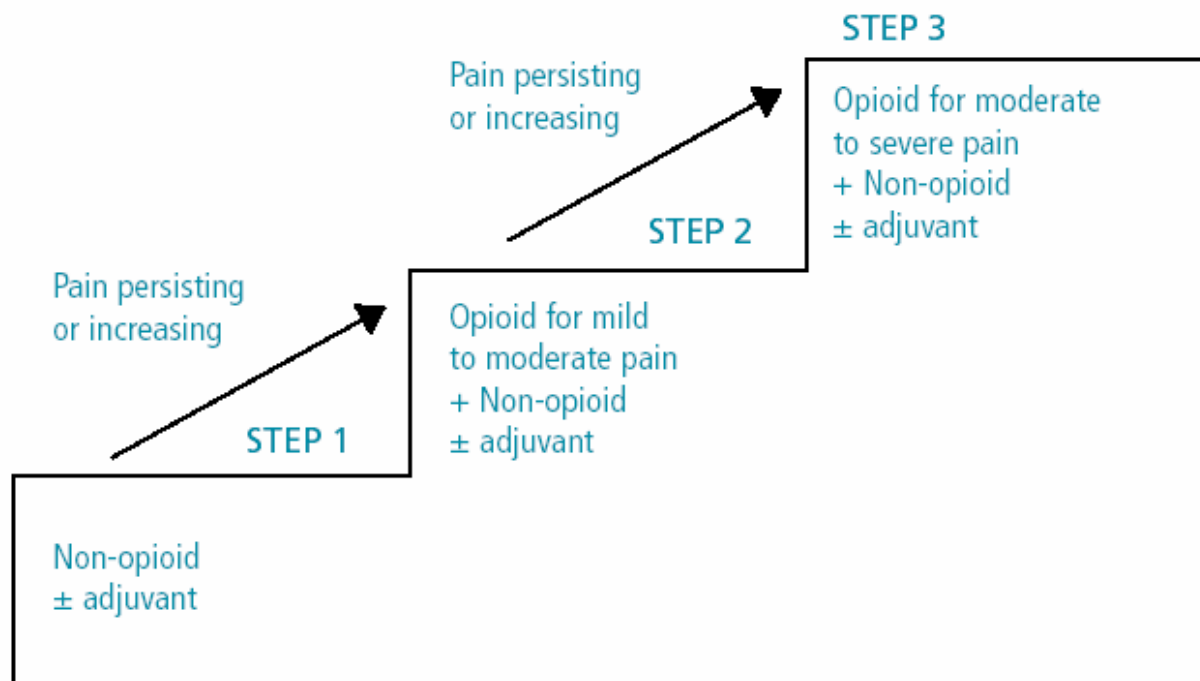 STEP 3
Pain persisting
or increasing
Opioid for moderate
to severe pain
+ Non-opioid
± adjuvant
STEP 2
Pain persisting
or increasing
Opioid for mild
to moderate pain
+ Non-opioid
± adjuvant
STEP 1
Non-opioid
± adjuvant